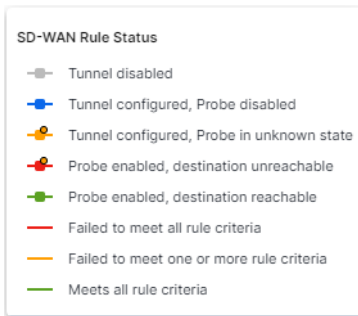 SD-WAN Rule Status
Tunnel disabled
Tunnel configured, Probe disabled
Tunnel configured, Probe in unknown state
Probe enabled, destination unreachable
Probe enabled, destination reachable
Failed to meet all rule criteria
Failed to meet one or more rule criteria
Meets all rule criteria